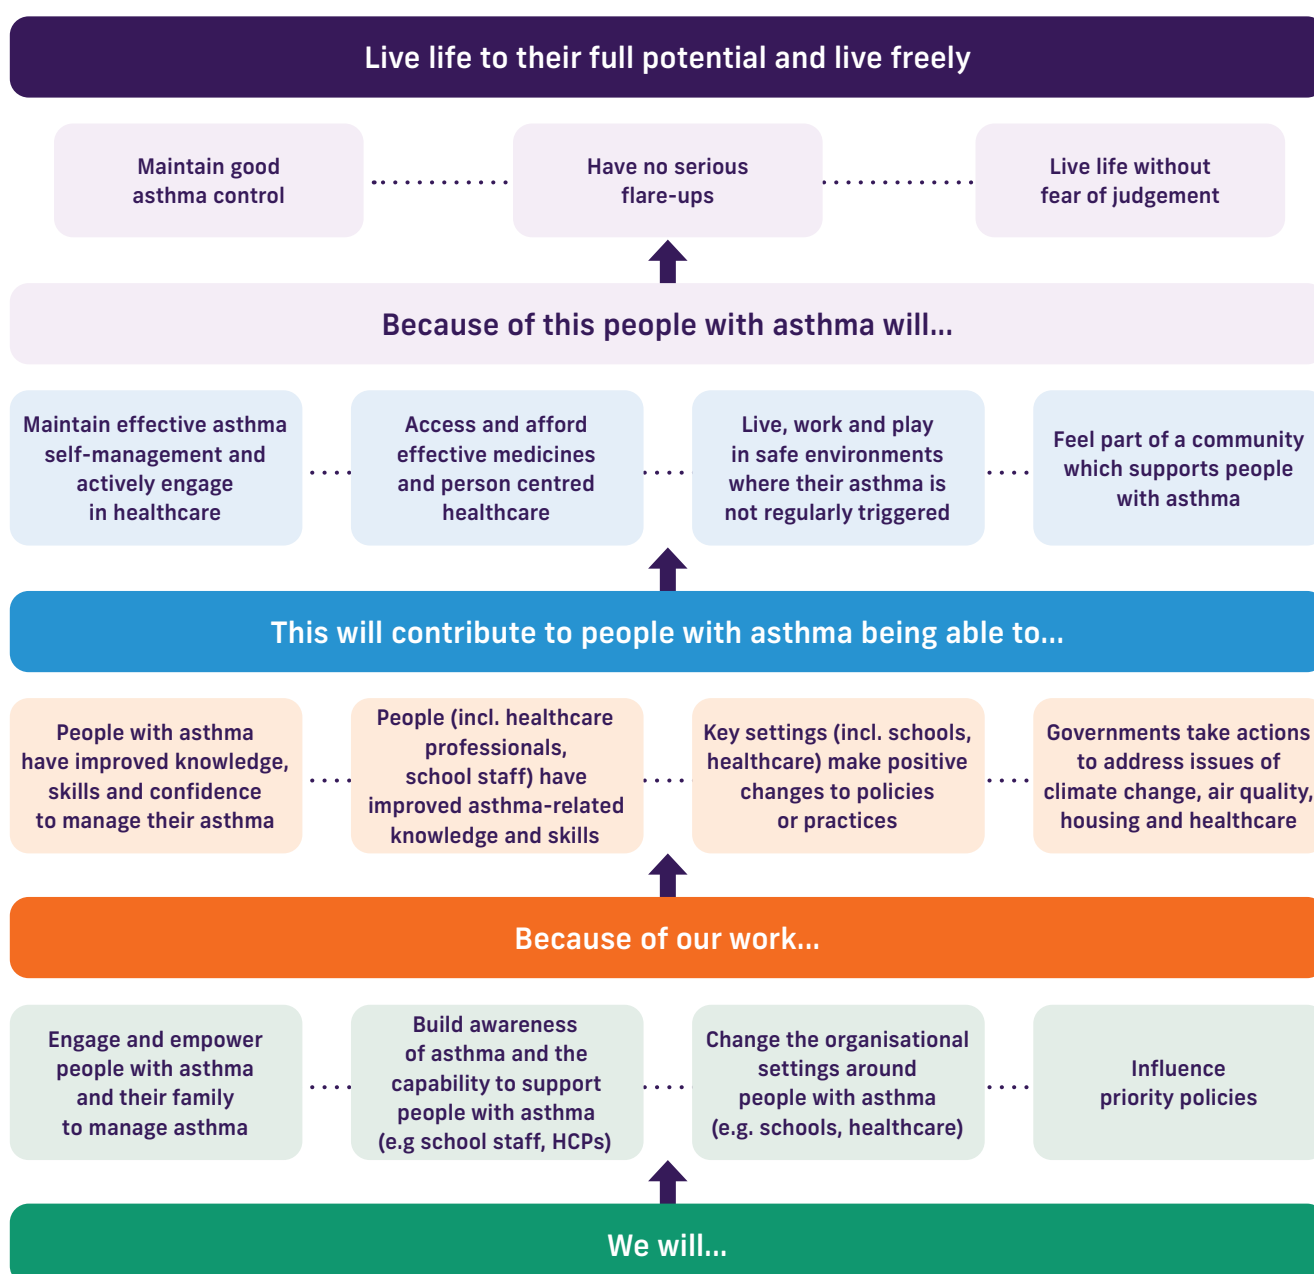 Live life to their full potential and live freely
Maintain good
asthma control
Have no serious
flare-ups
Live life without
fear of judgement
Because of this people with asthma will...
Maintain effective asthma
self-management and
actively engage
in healthcare
Access and afford
effective medicines
and person centred
healthcare
Live, work and play
in safe environments
where their asthma is
not regularly triggered
Feel part of a community
which supports people
with asthma
This will contribute to people with asthma being able to...
People with asthma
have improved knowledge,
skills and confidence
to manage their asthma
People (incl. healthcare
professionals,
school staff) have
improved asthma-related
knowledge and skills
Key settings (incl. schools,
healthcare) make positive
changes to policies
or practices
Governments take actions
to address issues of
climate change, air quality,
housing and healthcare
Because of our work...
Engage and empower
people with asthma
and their family
to manage asthma
Build awareness
of asthma and the
capability to support
people with asthma
(e.g school staff, HCPs)
Change the organisational
settings around
people with asthma
(e.g. schools, healthcare)
Influence
priority policies
We will...